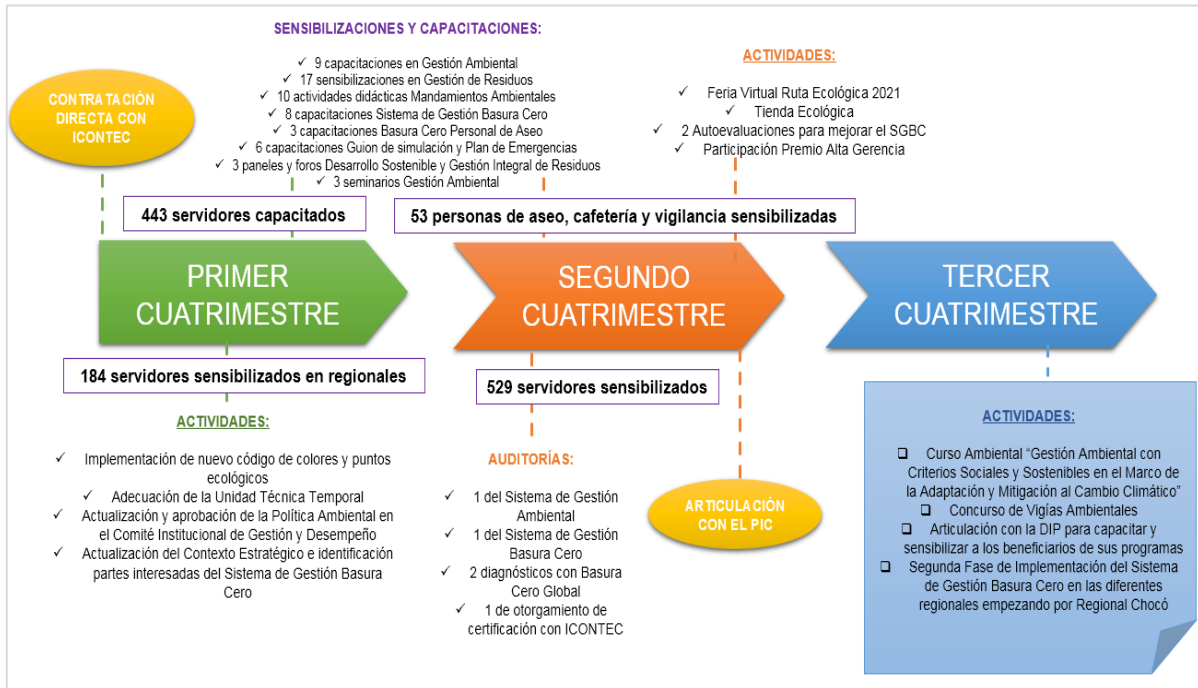 SENSIBILIZACIONES Y CAPACITACIONES:
✓ 9 capacitaciones en Gestión Ambiental
✓ 17 sensibilizaciones en Gestión de Residuos
✓ 10 actividades didácticas Mandamientos Ambientales
✓ 8 capacitaciones Sistema de Gestión Basura Cero
✓ 3 capacitaciones Basura Cero Personal de Aseo
✓ 6 capacitaciones Guion de simulación y Plan de Emergencias
✓ 3 paneles y foros Desarrollo Sostenible y Gestión Integral de Residuos
✓ 3 seminarios Gestión Ambiental
CONTRATACIÓN
DIRECTA CON
ICONTEC
ACTIVIDADES:
✓ Feria Virtual Ruta Ecológica 2021
✓ Tienda Ecológica
✓ 2 Autoevaluaciones para mejorar el SGBC
✓ Participación Premio Alta Gerencia
443 servidores capacitados
53 personas de aseo, cafetería y vigilancia sensibilizadas
PRIMER
CUATRIMESTRE
SEGUNDO
CUATRIMESTRE
TERCER
CUATRIMESTRE
184 servidores sensibilizados en regionales
529 servidores sensibilizados
ACTIVIDADES:
✓ Implementación de nuevo código de colores y puntos
ecológicos
✓ Adecuación de la Unidad Técnica Temporal
✓ Actualización y aprobación de la Política Ambiental en
el Comité Institucional de Gestión y Desempeño
✓ Actualización del Contexto Estratégico e identificación
partes interesadas del Sistema de Gestión Basura
Cero
AUDITORÍAS:
✓ 1 del Sistema de Gestión
Ambiental
✓ 1 del Sistema de Gestión
Basura Cero
✓ 2 diagnósticos con Basura
Cero Global
✓ 1 de otorgamiento de
certificación con ICONTEC
ARTICULACIÓN
CON EL PIC
ACTIVIDADES:
❑ Curso Ambiental “Gestión Ambiental con
Criterios Sociales y Sostenibles en el Marco de
la Adaptación y Mitigación al Cambio Climático”
❑ Concurso de Vigías Ambientales
❑ Articulación con la DIP para capacitar y
sensibilizar a los beneficiarios de sus programas
❑ Segunda Fase de Implementación del Sistema
de Gestión Basura Cero en las diferentes
regionales empezando por Regional Chocó